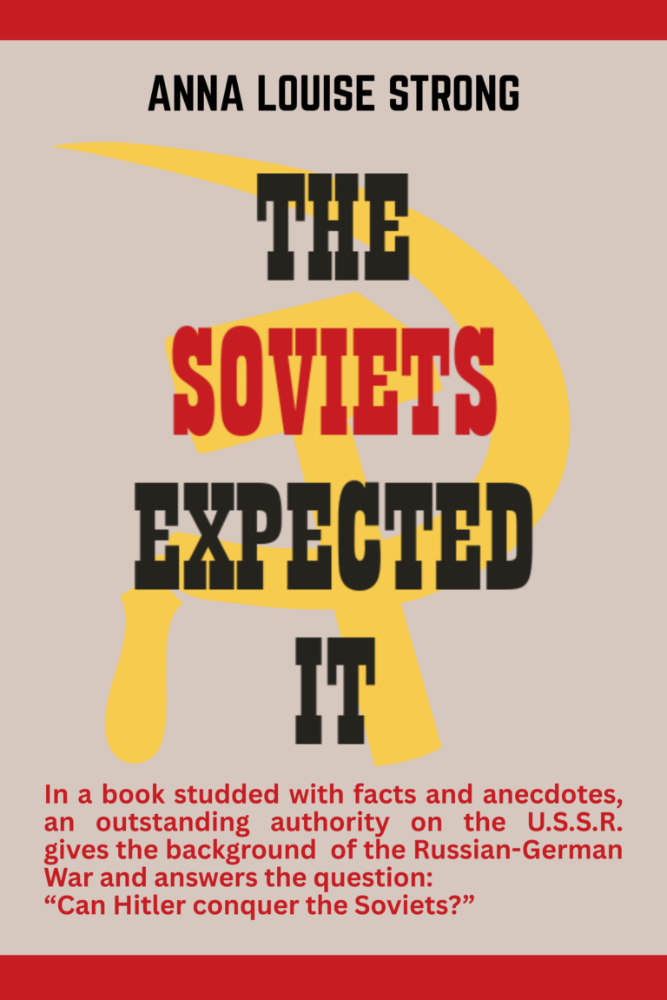 ANNA LOUISE STRONG
THE
SOVIETS
EXPECTED
IT
In a book studded with facts and anecdotes,
an outstanding authority on the U.S.S.R.
gives the background of the Russian-German
War and answers the question:
“Can Hitler conquer the Soviets?”